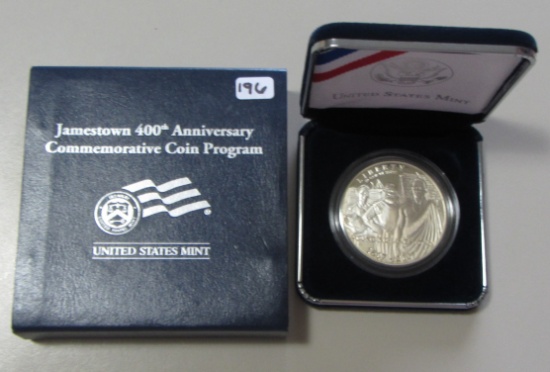 196
Jamestown 400th Anniversary
Commemorative Coin Program
UNITED STATES MINT
UNITED STATES MINT
LIBERTY